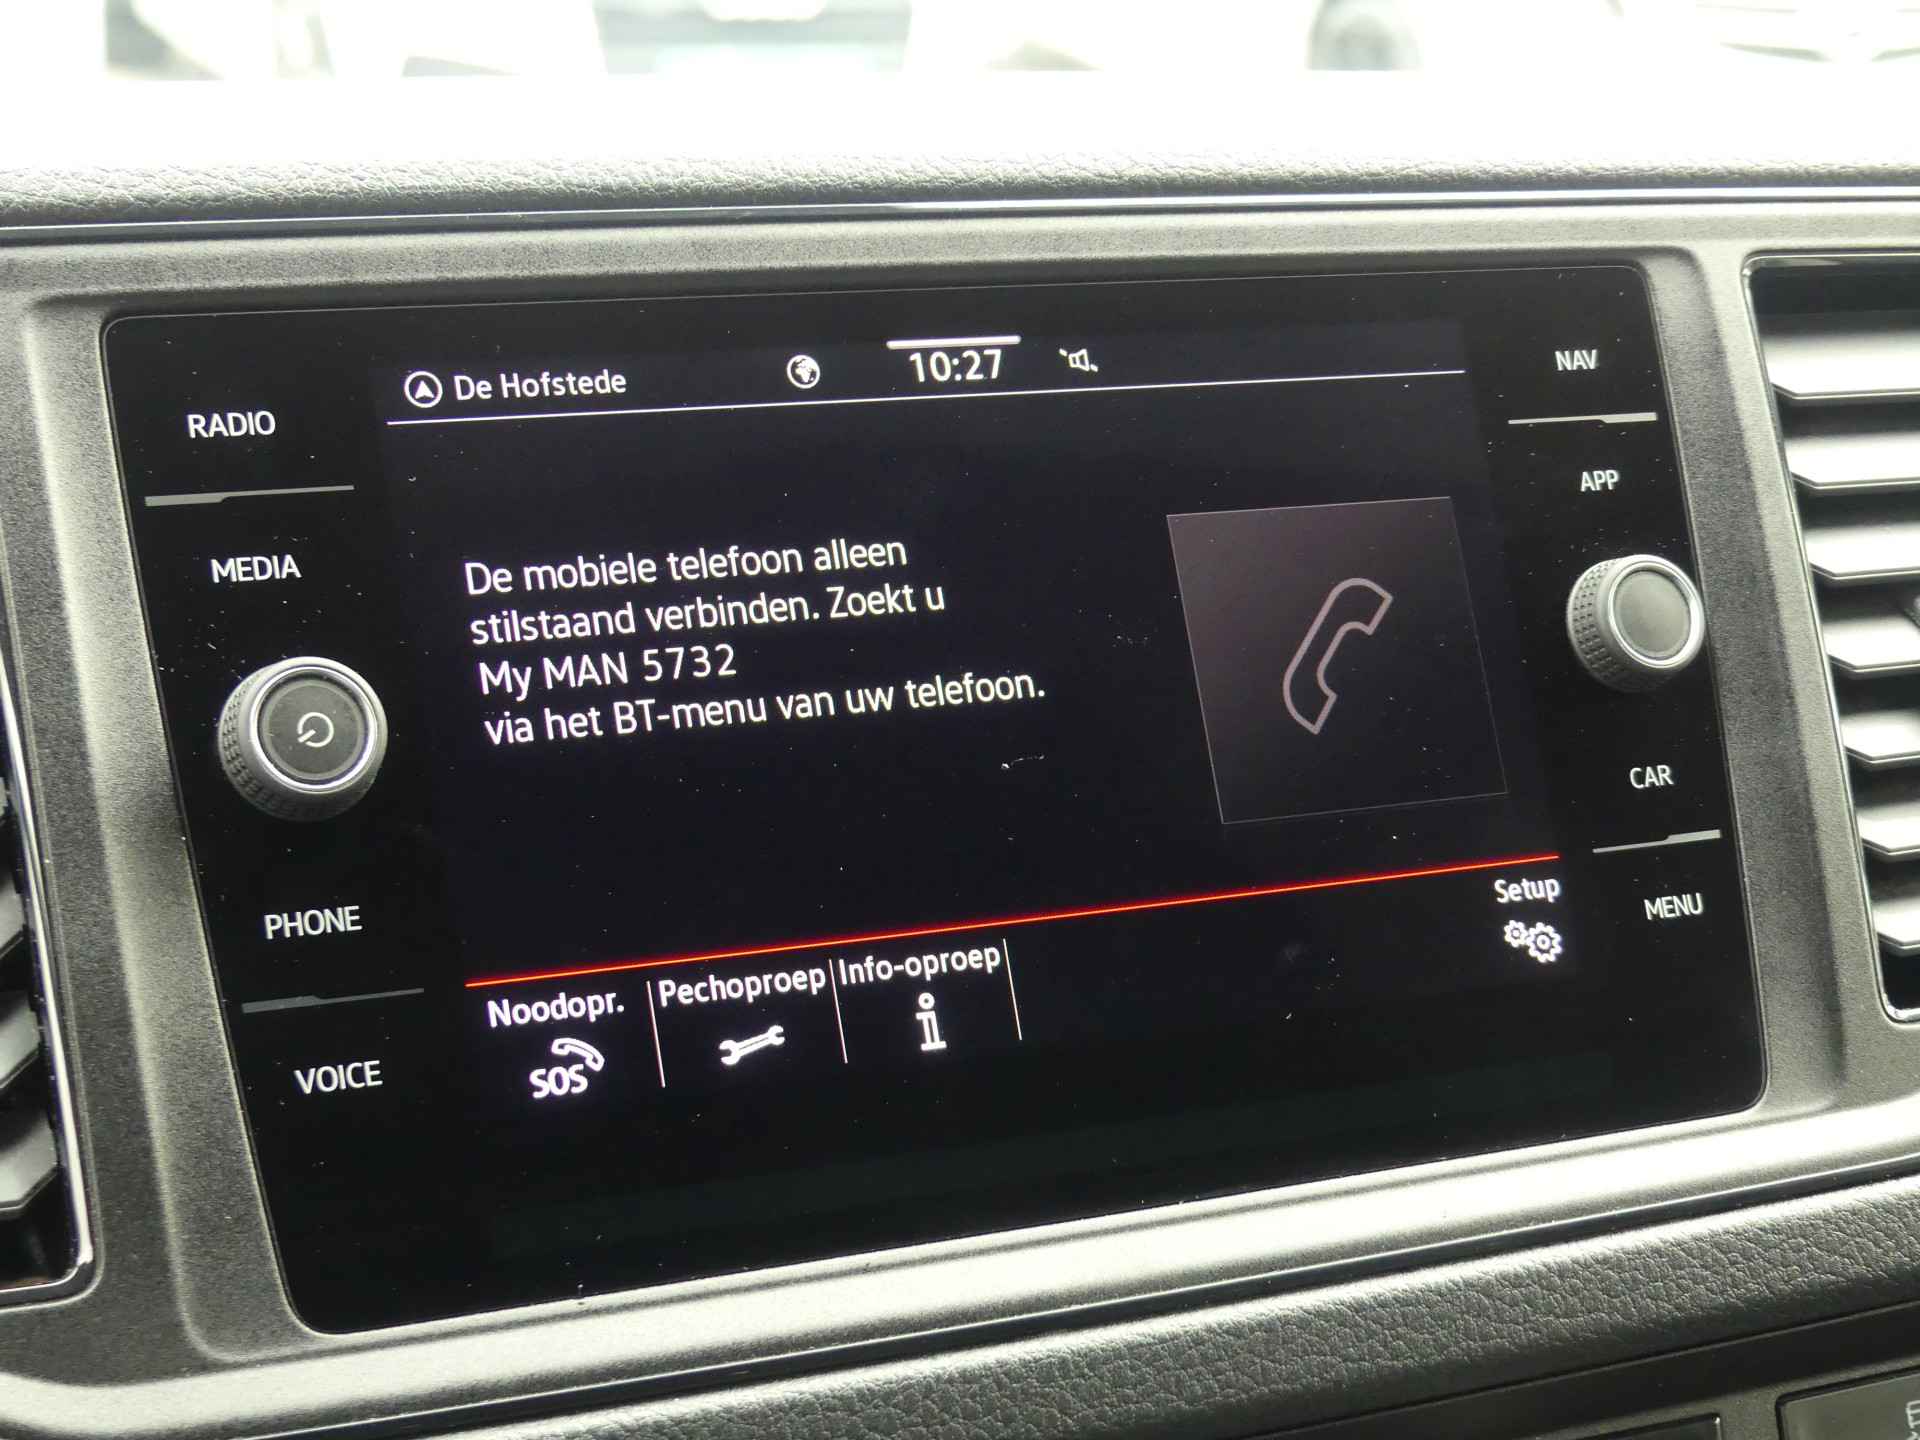 De Hofstede
10:27
RADIO
MEDIA
PHONE
VOICE
NAV
APP
CAR
MENU
De mobiele telefoon alleen
stilstaand verbinden. Zoekt u
My MAN 5732
via het BT-menu van uw telefoon.
Setup
Noodopr.
Pechoproep
Info-oproep
SOS